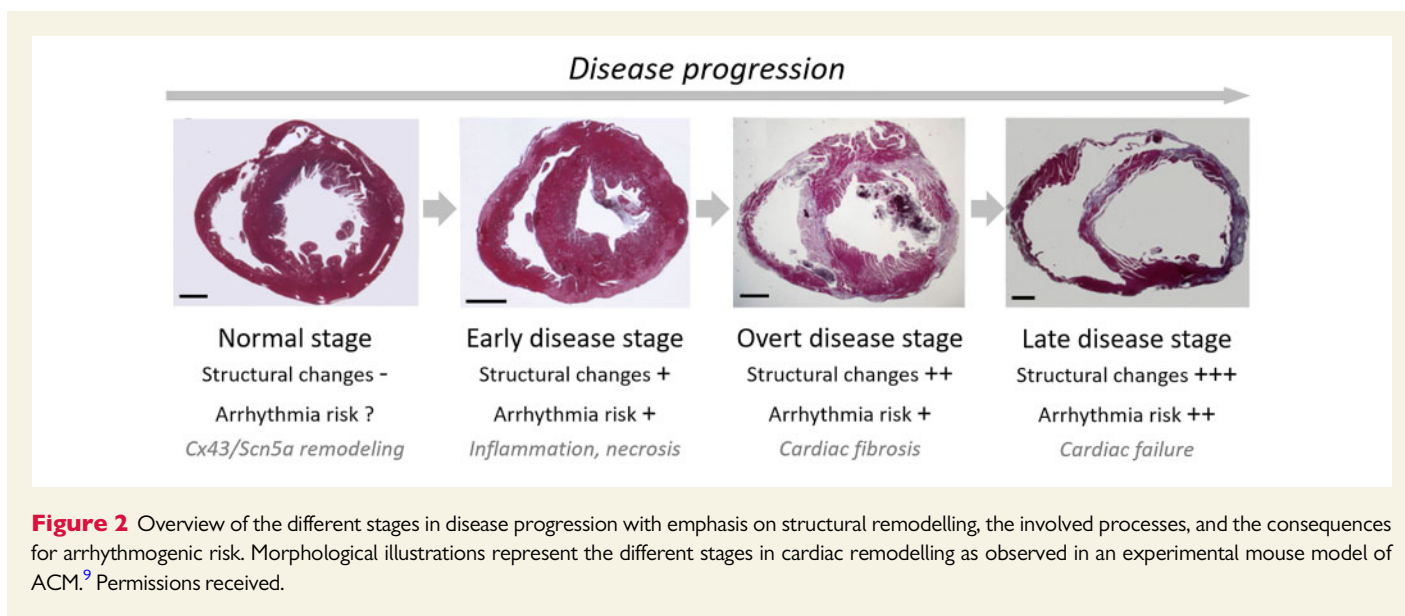 Disease progression
Normal stage
Structural changes -
Arrhythmia risk ?
Cx43/Scn5a remodeling
Early disease stage
Structural changes +
Arrhythmia risk +
Inflammation, necrosis
Overt disease stage
Structural changes ++
Arrhythmia risk +
Cardiac fibrosis
Late disease stage
Structural changes +++
Arrhythmia risk ++
Cardiac failure
Figure 2 Overview of the different stages in disease progression with emphasis on structural remodelling, the involved processes, and the consequences
for arrhythmogenic risk. Morphological illustrations represent the different stages in cardiac remodelling as observed in an experimental mouse model of
ACM.9 Permissions received.